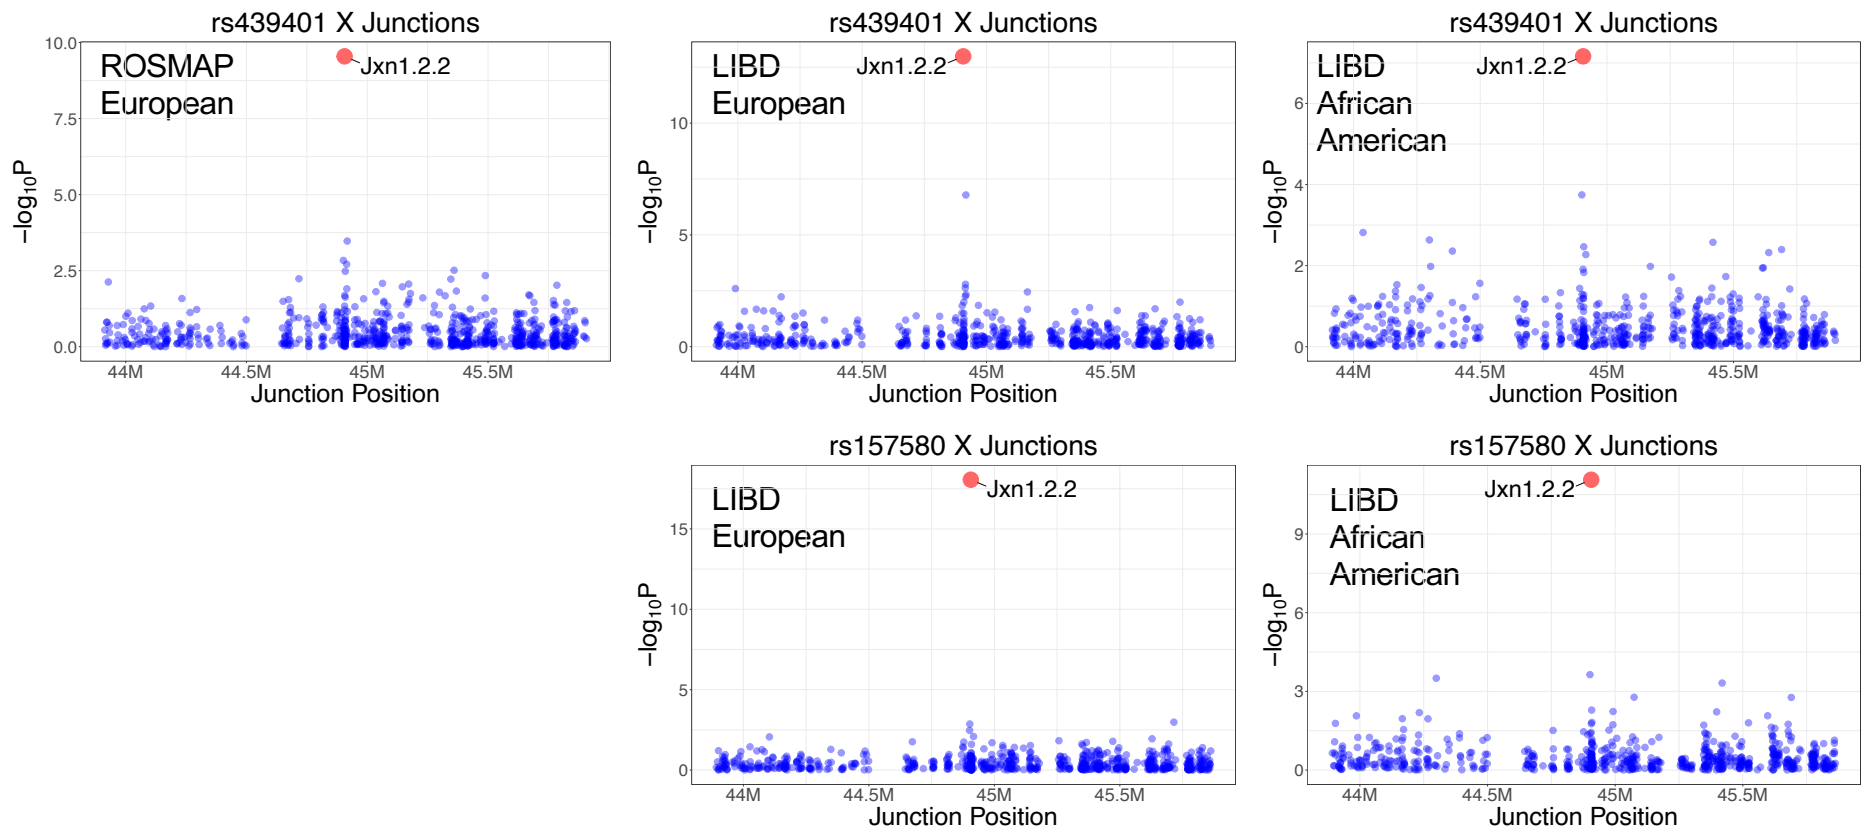 rs439401 X Junctions
10.0
7.5
5.0
2.5
0.0
−log₁₀P
ROSMAP
European
Jxn1.2.2
44M 44.5M 45M 45.5M
Junction Position
rs439401 X Junctions
10
5
0
−log₁₀P
LIBD
European
Jxn1.2.2
44M 44.5M 45M 45.5M
Junction Position
rs439401 X Junctions
6
4
2
0
−log₁₀P
LIBD
African
American
Jxn1.2.2
44M 44.5M 45M 45.5M
Junction Position
rs157580 X Junctions
15
10
5
0
−log₁₀P
LIBD
European
Jxn1.2.2
44M 44.5M 45M 45.5M
Junction Position
rs157580 X Junctions
9
6
3
0
−log₁₀P
LIBD
African
American
Jxn1.2.2
44M 44.5M 45M 45.5M
Junction Position